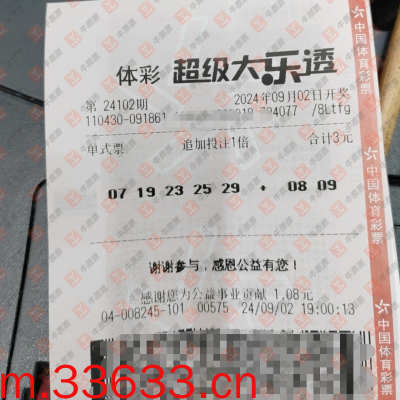 体彩 超级大乐透
第 24102期 2024年09月02日开奖
110430-091861 /8Ltfg
单式票 追加投注1倍 合计3元
07 19 23 25 29 + 08 09
谢谢参与，感恩公益有您！
感谢您为公益事业贡献 1.08元
04-008245-101 00575 24/09/02 19:00:13
中国体育彩票
中国体育彩票
中国体育彩票
m.33633.cn